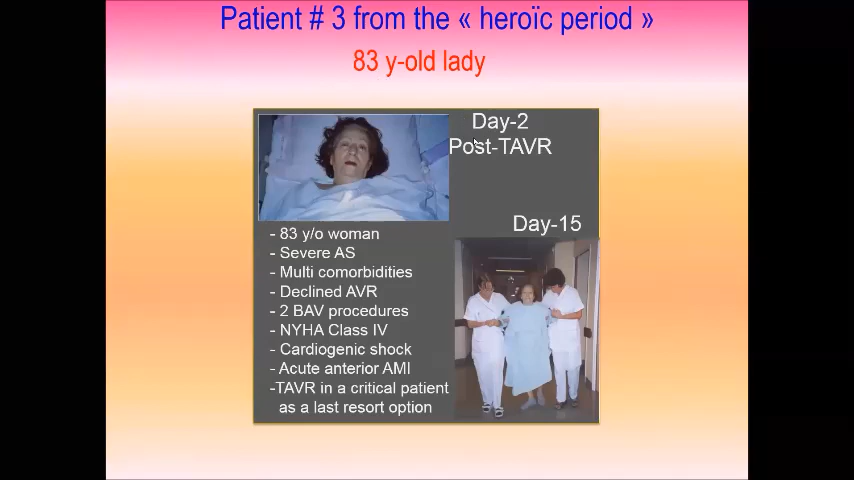 Patient # 3 from the « heroïc period »
83 y-old lady
Day-2
Post-TAVR
Day-15
- 83 y/o woman
- Severe AS
- Multi comorbidities
- Declined AVR
- 2 BAV procedures
- NYHA Class IV
- Cardiogenic shock
- Acute anterior AMI
-TAVR in a critical patient
as a last resort option